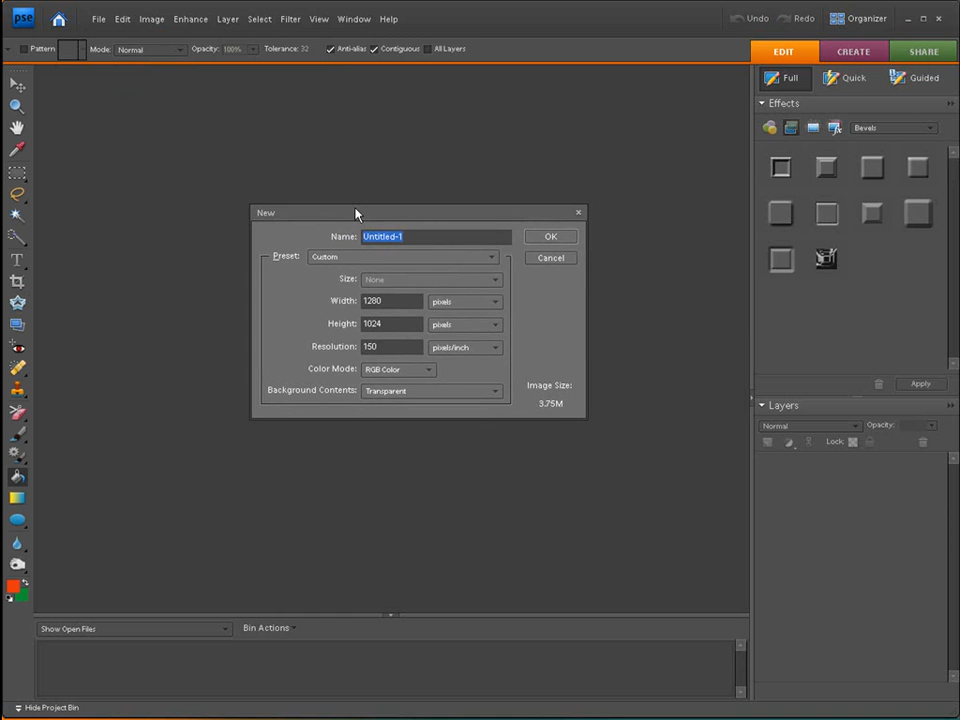 pse File Edit Image Enhance Layer Select Filter View Window Help Undo Redo Organizer
Pattern Mode: Normal Opacity: 100% Tolerance: 32 Anti-alias Contiguous All Layers EDIT CREATE SHARE
Full Quick Guided
Effects
Bevels
New
Name: Untitled-1 OK
Preset: Custom Cancel
Size: None
Width: 1280 pixels
Height: 1024 pixels
Resolution: 150 pixels/inch
Color Mode: RGB Color
Background Contents: Transparent
Image Size:
3.75M
Apply
Layers
Normal Opacity:
Lock:
T
Show Open Files Bin Actions
Hide Project Bin